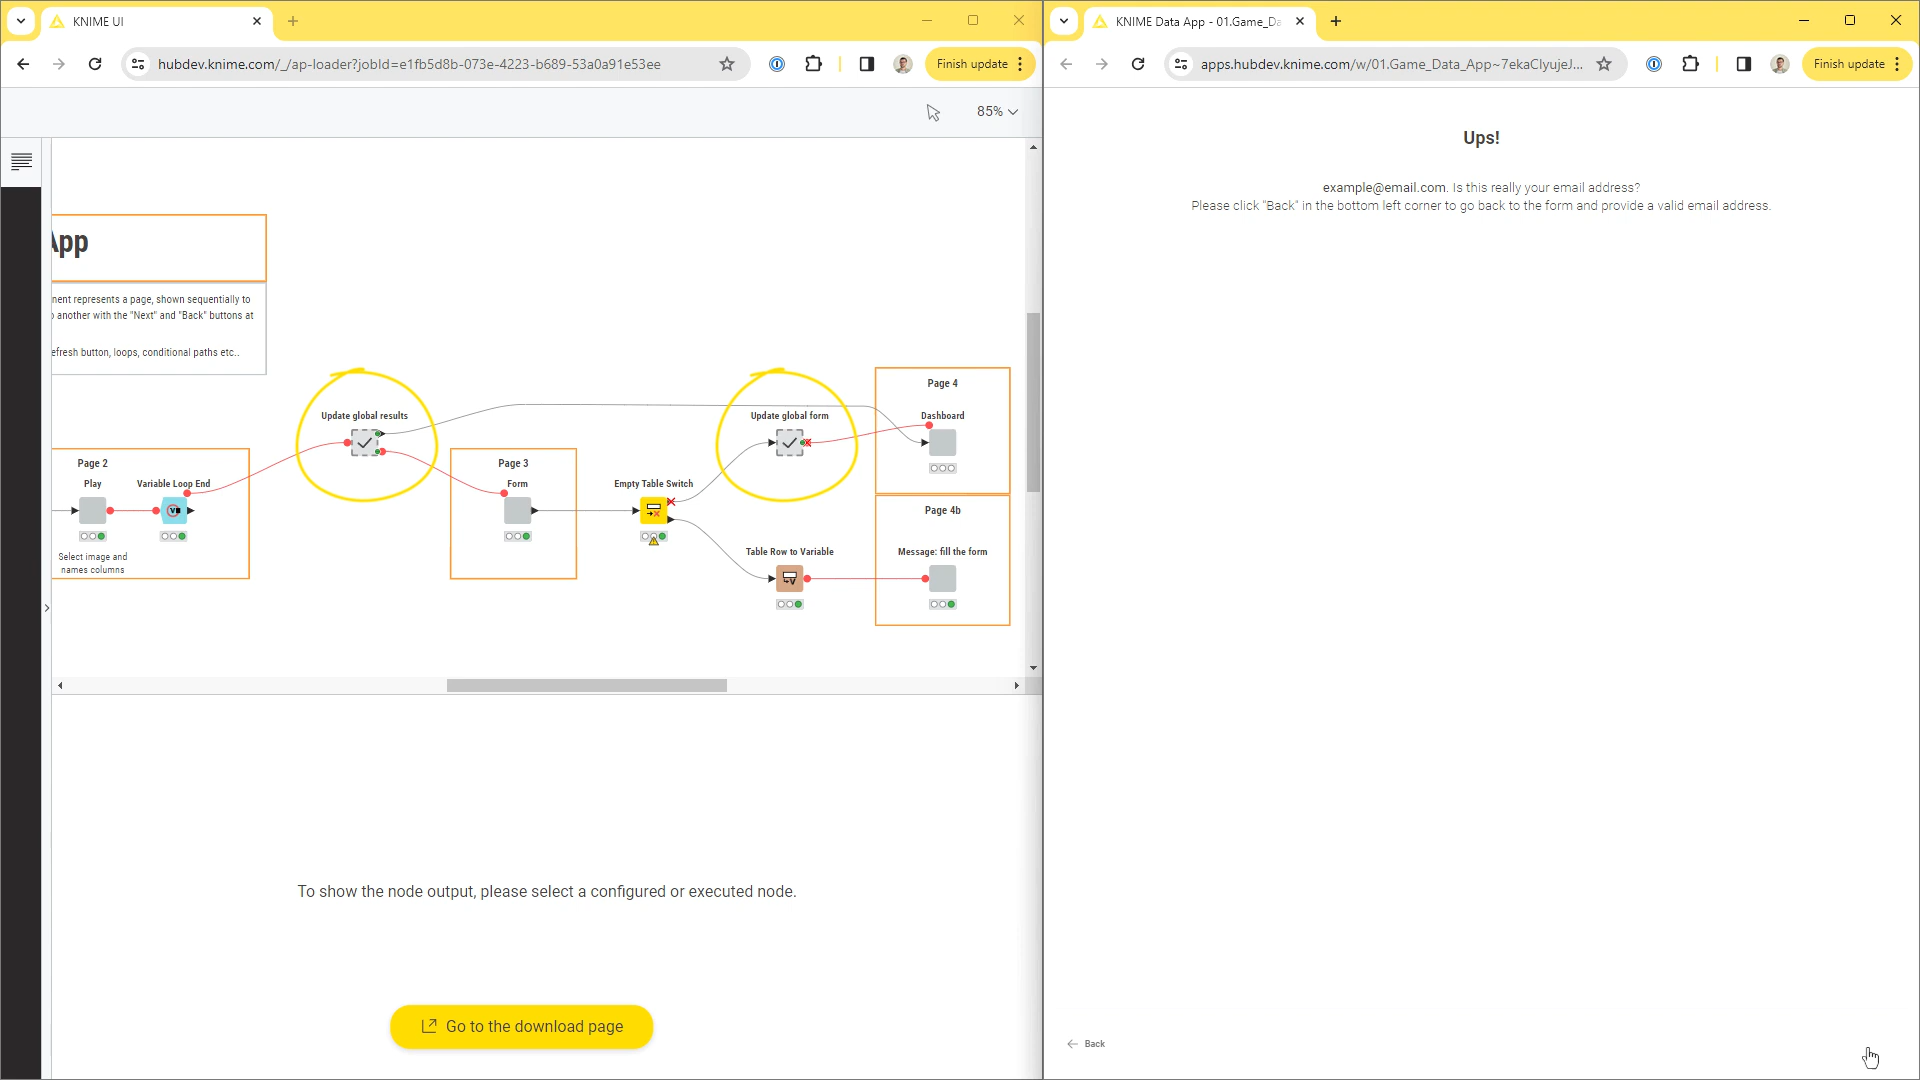 KNIME UI
hubdev.knime.com/_/ap-loader?jobId=e1fb5d8b-073e-4223-b689-53a0a91e53ee
Finish update
85%
App
nent represents a page, shown sequentially to
another with the "Next" and "Back" buttons at
efresh button, loops, conditional paths etc..
Update global results
Update global form
Page 4
Dashboard
Page 2
Play
Variable Loop End
Select image and
names columns
Page 3
Form
Empty Table Switch
Page 4b
Table Row to Variable
Message: fill the form
To show the node output, please select a configured or executed node.
Go to the download page
KNIME Data App - 01.Game_Da
apps.hubdev.knime.com/w/01.Game_Data_App~7ekaClyujeJ...
Finish update
Ups!
example@email.com. Is this really your email address?
Please click "Back" in the bottom left corner to go back to the form and provide a valid email address.
Back